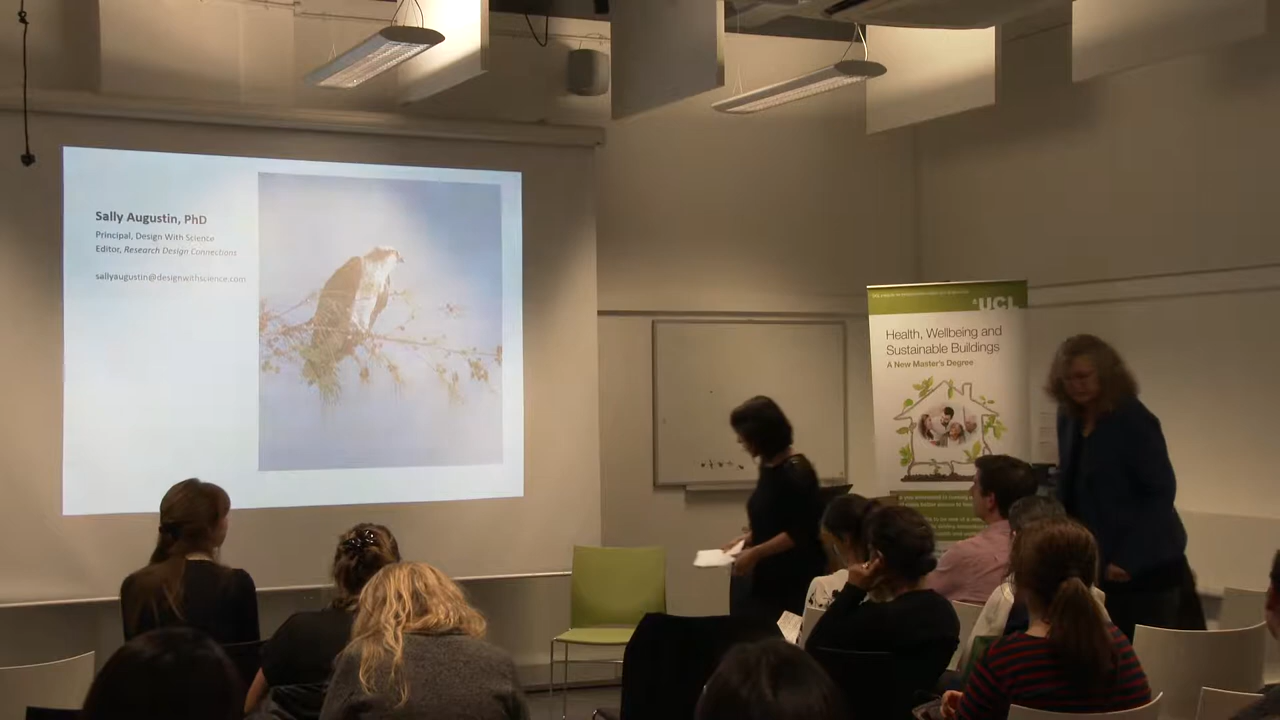 Sally Augustin, PhD
Principal, Design With Science
Editor, Research Design Connections
sallyaugustin@designwithscience.com
UCL
Health, Wellbeing and
Sustainable Buildings
A New Master's Degree